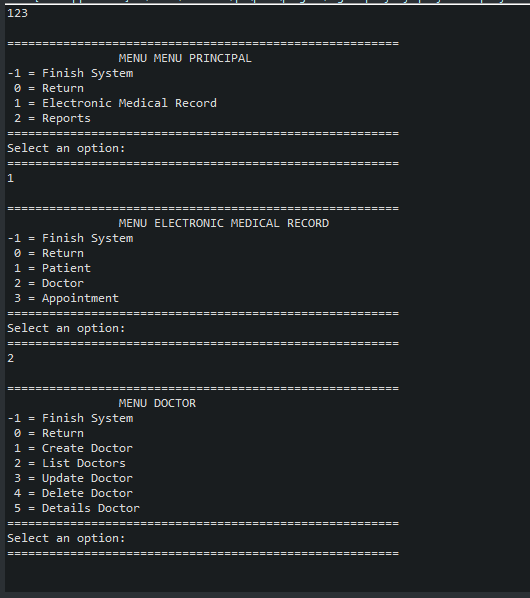 123
========================================================
MENU MENU PRINCIPAL
-1 = Finish System
0 = Return
1 = Electronic Medical Record
2 = Reports
========================================================
Select an option:
========================================================
1
========================================================
MENU ELECTRONIC MEDICAL RECORD
-1 = Finish System
0 = Return
1 = Patient
2 = Doctor
3 = Appointment
========================================================
Select an option:
========================================================
2
========================================================
MENU DOCTOR
-1 = Finish System
0 = Return
1 = Create Doctor
2 = List Doctors
3 = Update Doctor
4 = Delete Doctor
5 = Details Doctor
========================================================
Select an option:
========================================================